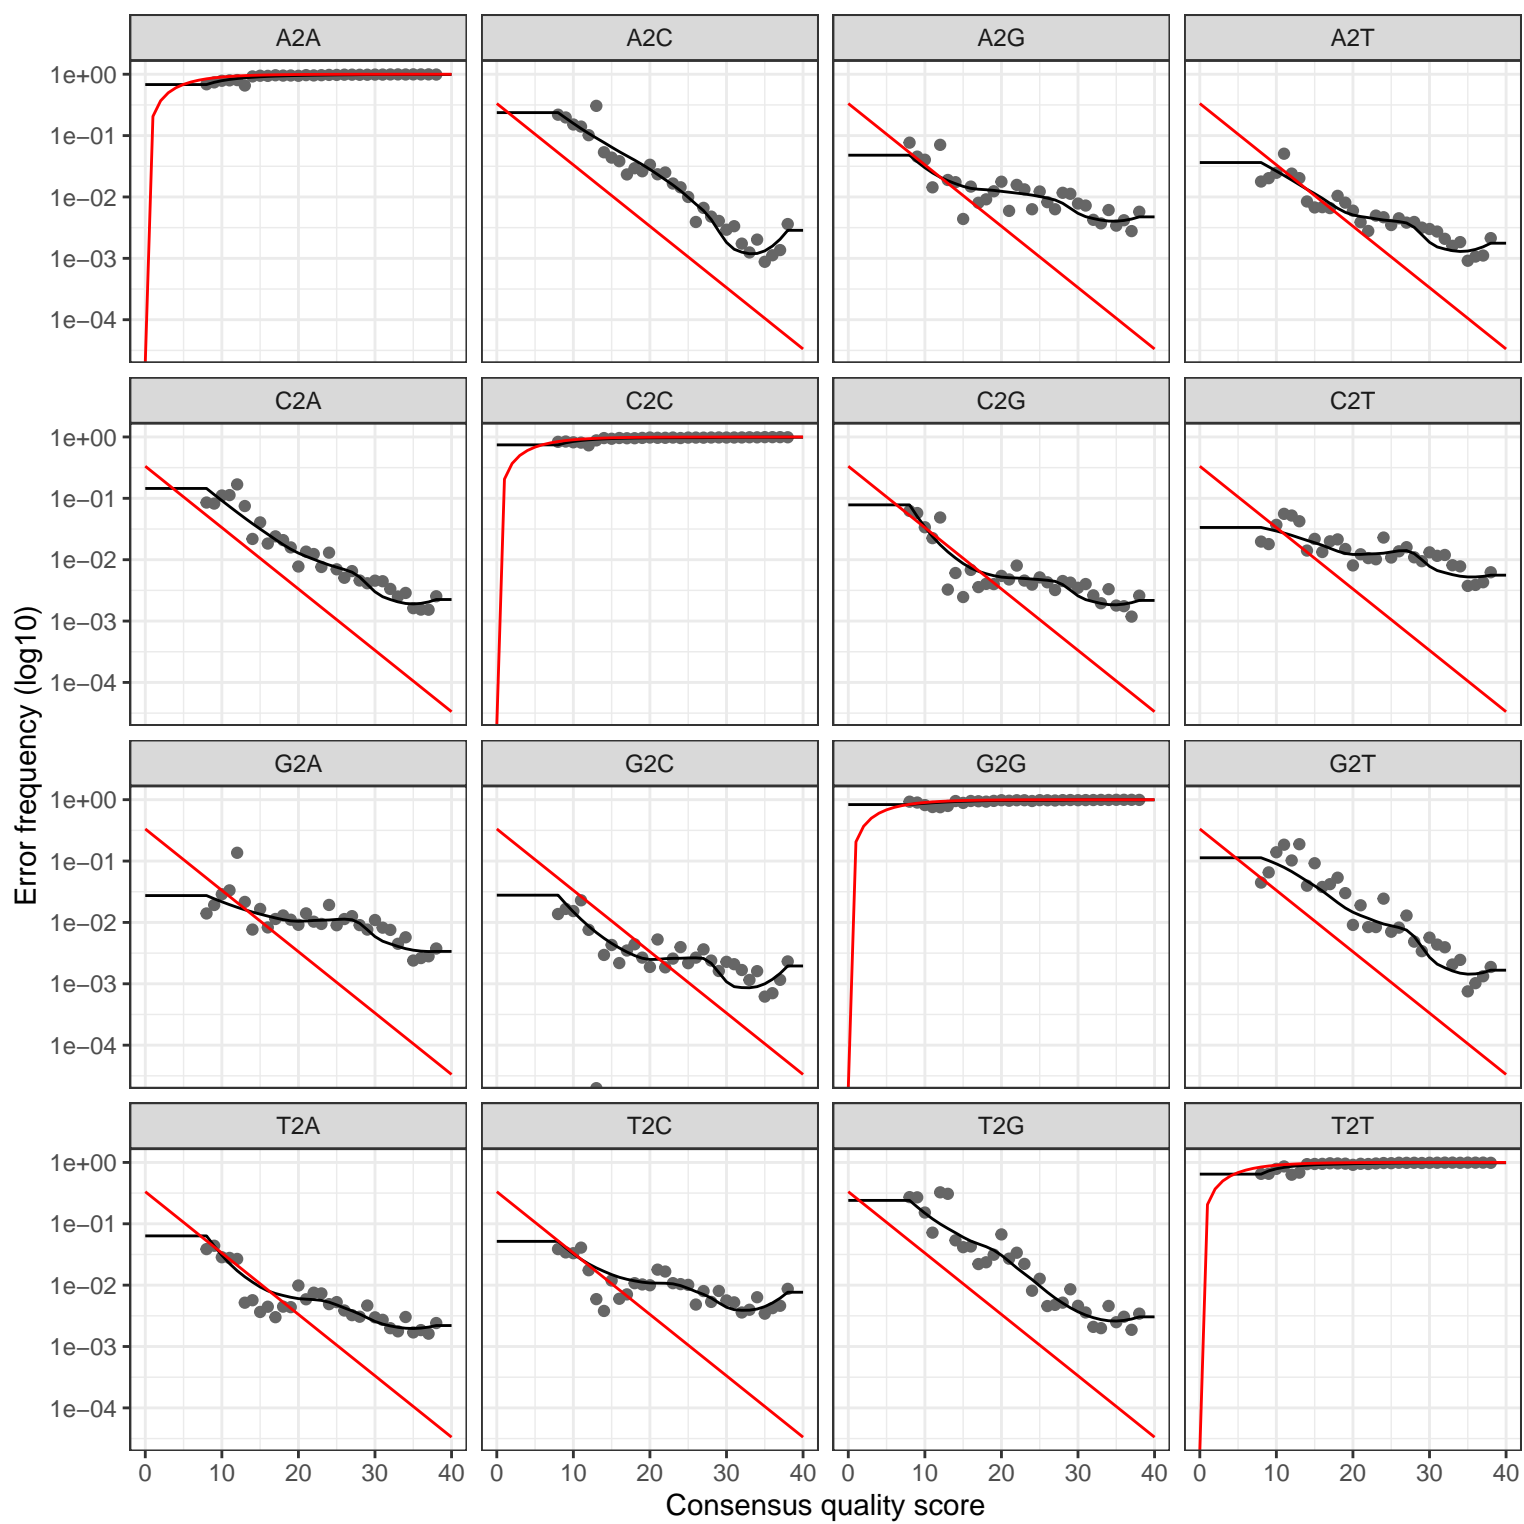 A2A A2C A2G A2T
1e+00
1e−01
1e−02
1e−03
1e−04
C2A C2C C2G C2T
1e+00
1e−01
1e−02
1e−03
1e−04
G2A G2C G2G G2T
1e+00
1e−01
1e−02
1e−03
1e−04
T2A T2C T2G T2T
1e+00
1e−01
1e−02
1e−03
1e−04
0 10 20 30 40 0 10 20 30 40 0 10 20 30 40 0 10 20 30 40
Consensus quality score
Error frequency (log10)